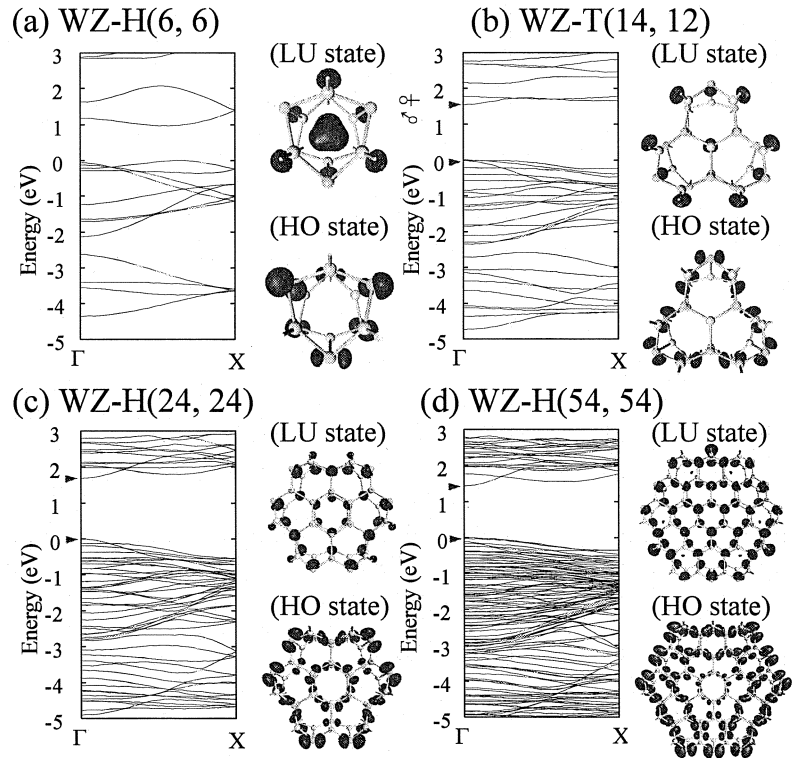 (a) WZ-H(6, 6)
(LU state)
(HO state)
Energy (eV)
3
2
1
0
-1
-2
-3
-4
-5
Γ
X
(b) WZ-T(14, 12)
(LU state)
(HO state)
♂♀
Energy (eV)
3
2
1
0
-1
-2
-3
-4
-5
Γ
X
(c) WZ-H(24, 24)
(LU state)
(HO state)
Energy (eV)
3
2
1
0
-1
-2
-3
-4
-5
Γ
X
(d) WZ-H(54, 54)
(LU state)
(HO state)
Energy (eV)
3
2
1
0
-1
-2
-3
-4
-5
Γ
X